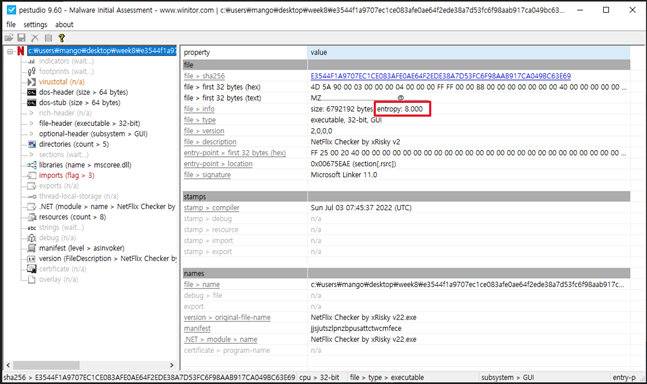 pestudio 9.60 - Malware Initial Assessment - www.winitor.com | c:₩users₩mango₩desktop₩week8₩e3544f1a9707ec1ce083afe0ae64f2ede38a7d53fc6f98aab917ca049bc63...
file settings about
c:₩users₩mango₩desktop₩week8₩e3544f1a97
indicators (wait...)
footprints (wait...)
virustotal (n/a)
dos-header (size > 64 bytes)
dos-stub (size > 64 bytes)
rich-header (n/a)
file-header (executable > 32-bit)
optional-header (subsystem > GUI)
directories (count > 5)
sections (wait...)
libraries (name > mscoree.dll)
imports (flag > 3)
exports (n/a)
thread-local-storage (n/a)
.NET (module > name > NetFlix Checker by
resources (count > 8)
strings (wait...)
debug (n/a)
manifest (level > asInvoker)
version (FileDescription > NetFlix Checker b
certificate (n/a)
overlay (n/a)
property value
file
file > sha256 E3544F1A9707EC1CE083AFE0AE64F2EDE38A7D53FC6F98AAB917CA049BC63E69
file > first 32 bytes (hex) 4D 5A 90 00 03 00 00 00 04 00 00 00 FF FF 00 00 B8 00 00 00 00 00 00 00 40 00 00 00 00 00 00 ...
file > first 32 bytes (text) MZ @
file > info size: 6792192 bytes, entropy: 8.000
file > type executable, 32-bit, GUI
file > version 2,0,0,0
file > description NetFlix Checker by xRisky v2
entry-point > first 32 bytes (hex) FF 25 00 20 40 00 00 00 00 00 00 00 00 00 00 00 00 00 00 00 00 00 00 00 00 00 00 00 00 00 00 ...
entry-point > location 0x00675EAE (section[.rsrc])
file > signature Microsoft Linker 11.0
stamps
stamp > compiler Sun Jul 03 07:45:37 2022 (UTC)
stamp > debug n/a
stamp > resource n/a
stamp > import n/a
stamp > export n/a
names
file > name c:₩users₩mango₩desktop₩week8₩e3544f1a9707ec1ce083afe0ae64f2ede38a7d53fc6f98aab917...
debug > file n/a
export n/a
version > original-file-name NetFlix Checker by xRisky v22.exe
manifest jjsjutszlpnzbpusattctwcmfece
.NET > module > name NetFlix Checker by xRisky v22.exe
certificate > program-name n/a
sha256 > E3544F1A9707EC1CE083AFE0AE64F2EDE38A7D53FC6F98AAB917CA049BC63E69 cpu > 32-bit file > type > executable subsystem > GUI entry-p